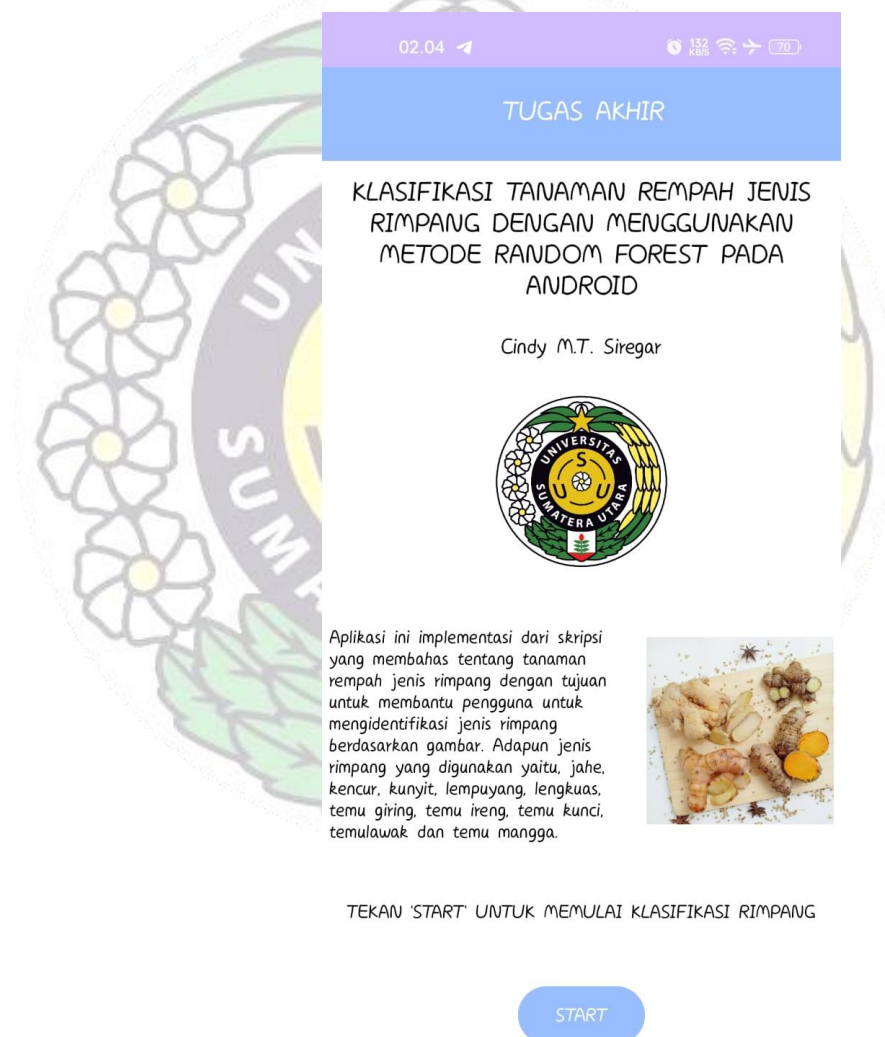 02.04
132
KB/S
70
TUGAS AKHIR
KLASIFIKASI TANAMAN REMPAH JENIS
RIMPANG DENGAN MENGGUNAKAN
METODE RANDOM FOREST PADA
ANDROID
Cindy M.T. Siregar
UNIVERSITAS
S
U U
SUMATERA UTARA
Aplikasi ini implementasi dari skripsi
yang membahas tentang tanaman
rempah jenis rimpang dengan tujuan
untuk membantu pengguna untuk
mengidentifikasi jenis rimpang
berdasarkan gambar. Adapun jenis
rimpang yang digunakan yaitu, jahe,
kencur, kunyit, lempuyang, lengkuas,
temu giring, temu ireng, temu kunci,
temulawak dan temu mangga.
TEKAN 'START' UNTUK MEMULAI KLASIFIKASI RIMPANG
START